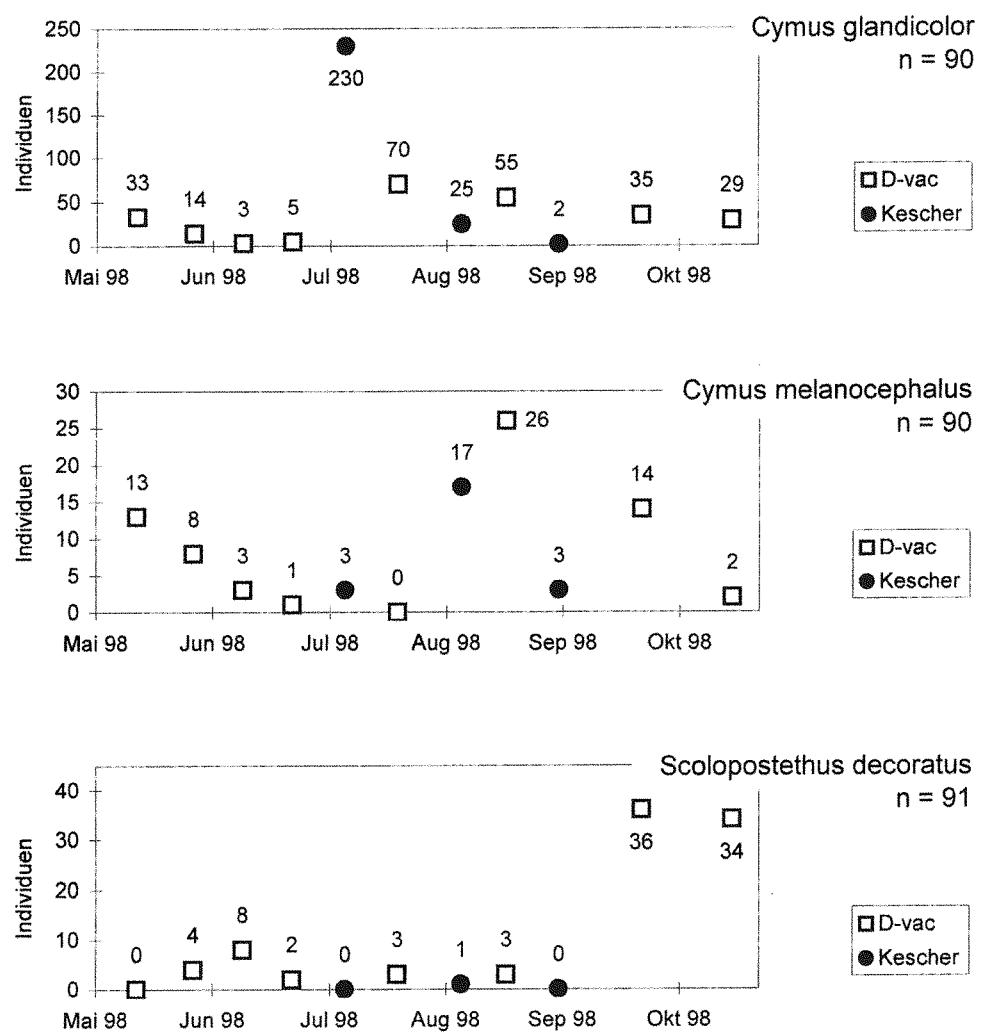 Cymus glandicolor
n = 90
Individuen
250
200
150
100
50
0
33
14
3
5
230
70
25
55
2
35
29
Mai 98 Jun 98 Jul 98 Aug 98 Sep 98 Okt 98
D-vac
Kescher
Cymus melanocephalus
n = 90
Individuen
30
25
20
15
10
5
0
13
8
3
1
3
0
17
26
3
14
2
Mai 98 Jun 98 Jul 98 Aug 98 Sep 98 Okt 98
D-vac
Kescher
Scolopostethus decoratus
n = 91
Individuen
40
30
20
10
0
0
4
8
2
0
3
1
3
0
36
34
Mai 98 Jun 98 Jul 98 Aug 98 Sep 98 Okt 98
D-vac
Kescher